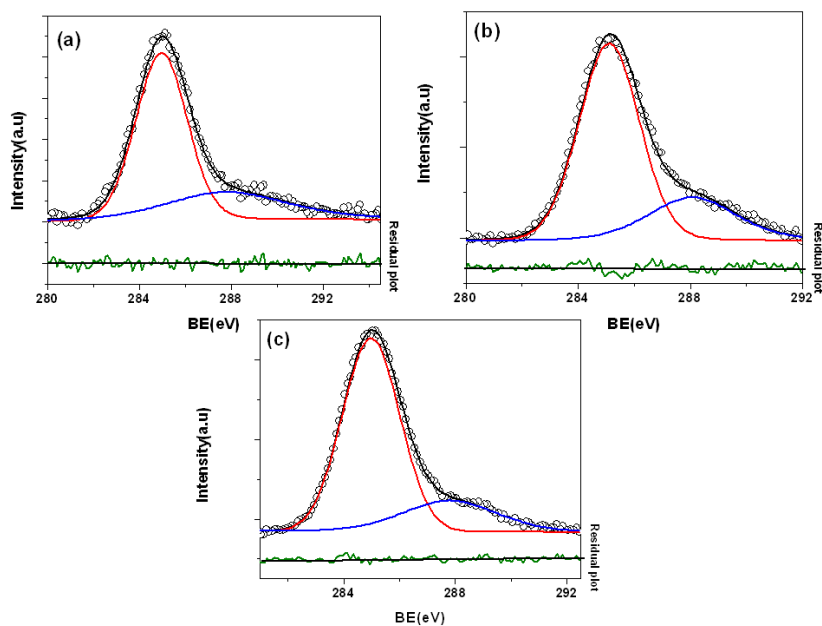 (a)
Intensity(a.u)
Residual plot
280 284 288 292
BE(eV)
(b)
Intensity(a.u)
Residual plot
280 284 288 292
BE(eV)
(c)
Intensity(a.u)
Residual plot
284 288 292
BE(eV)